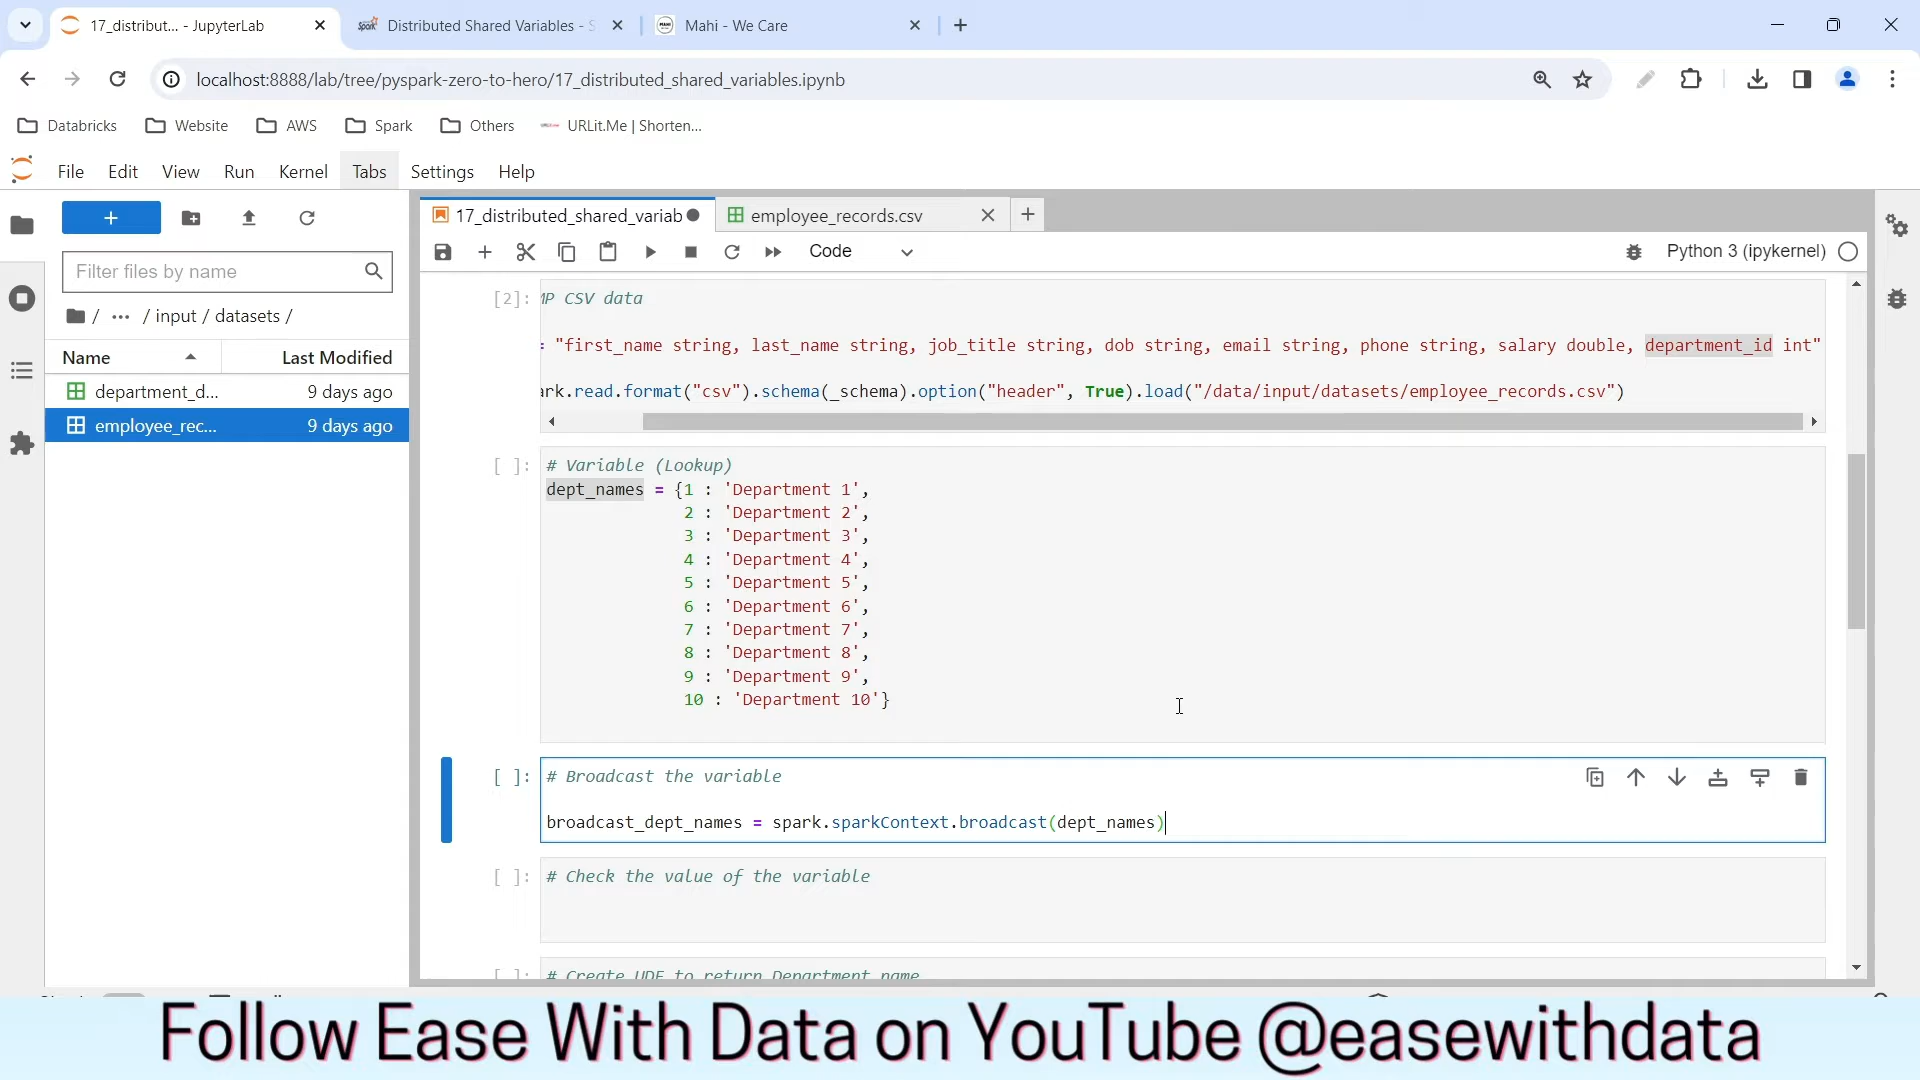 17_distribut... - JupyterLab
Distributed Shared Variables - S
Mahi - We Care
localhost:8888/lab/tree/pyspark-zero-to-hero/17_distributed_shared_variables.ipynb
Databricks
Website
AWS
Spark
Others
URLit.Me | Shorten...
File Edit View Run Kernel Tabs Settings Help
17_distributed_shared_variab
employee_records.csv
Code
Python 3 (ipykernel)
Filter files by name
/ ... / input / datasets /
Name
Last Modified
department_d...
9 days ago
employee_rec...
9 days ago
[2]:
MP CSV data
= "first_name string, last_name string, job_title string, dob string, email string, phone string, salary double, department_id int"
ark.read.format("csv").schema(_schema).option("header", True).load("/data/input/datasets/employee_records.csv")
[ ]:
# Variable (Lookup)
dept_names = {1 : 'Department 1',
2 : 'Department 2',
3 : 'Department 3',
4 : 'Department 4',
5 : 'Department 5',
6 : 'Department 6',
7 : 'Department 7',
8 : 'Department 8',
9 : 'Department 9',
10 : 'Department 10'}
[ ]:
# Broadcast the variable
broadcast_dept_names = spark.sparkContext.broadcast(dept_names)
[ ]:
# Check the value of the variable
[ ]:
# Create UDF to return Department name
Follow Ease With Data on YouTube @easewithdata